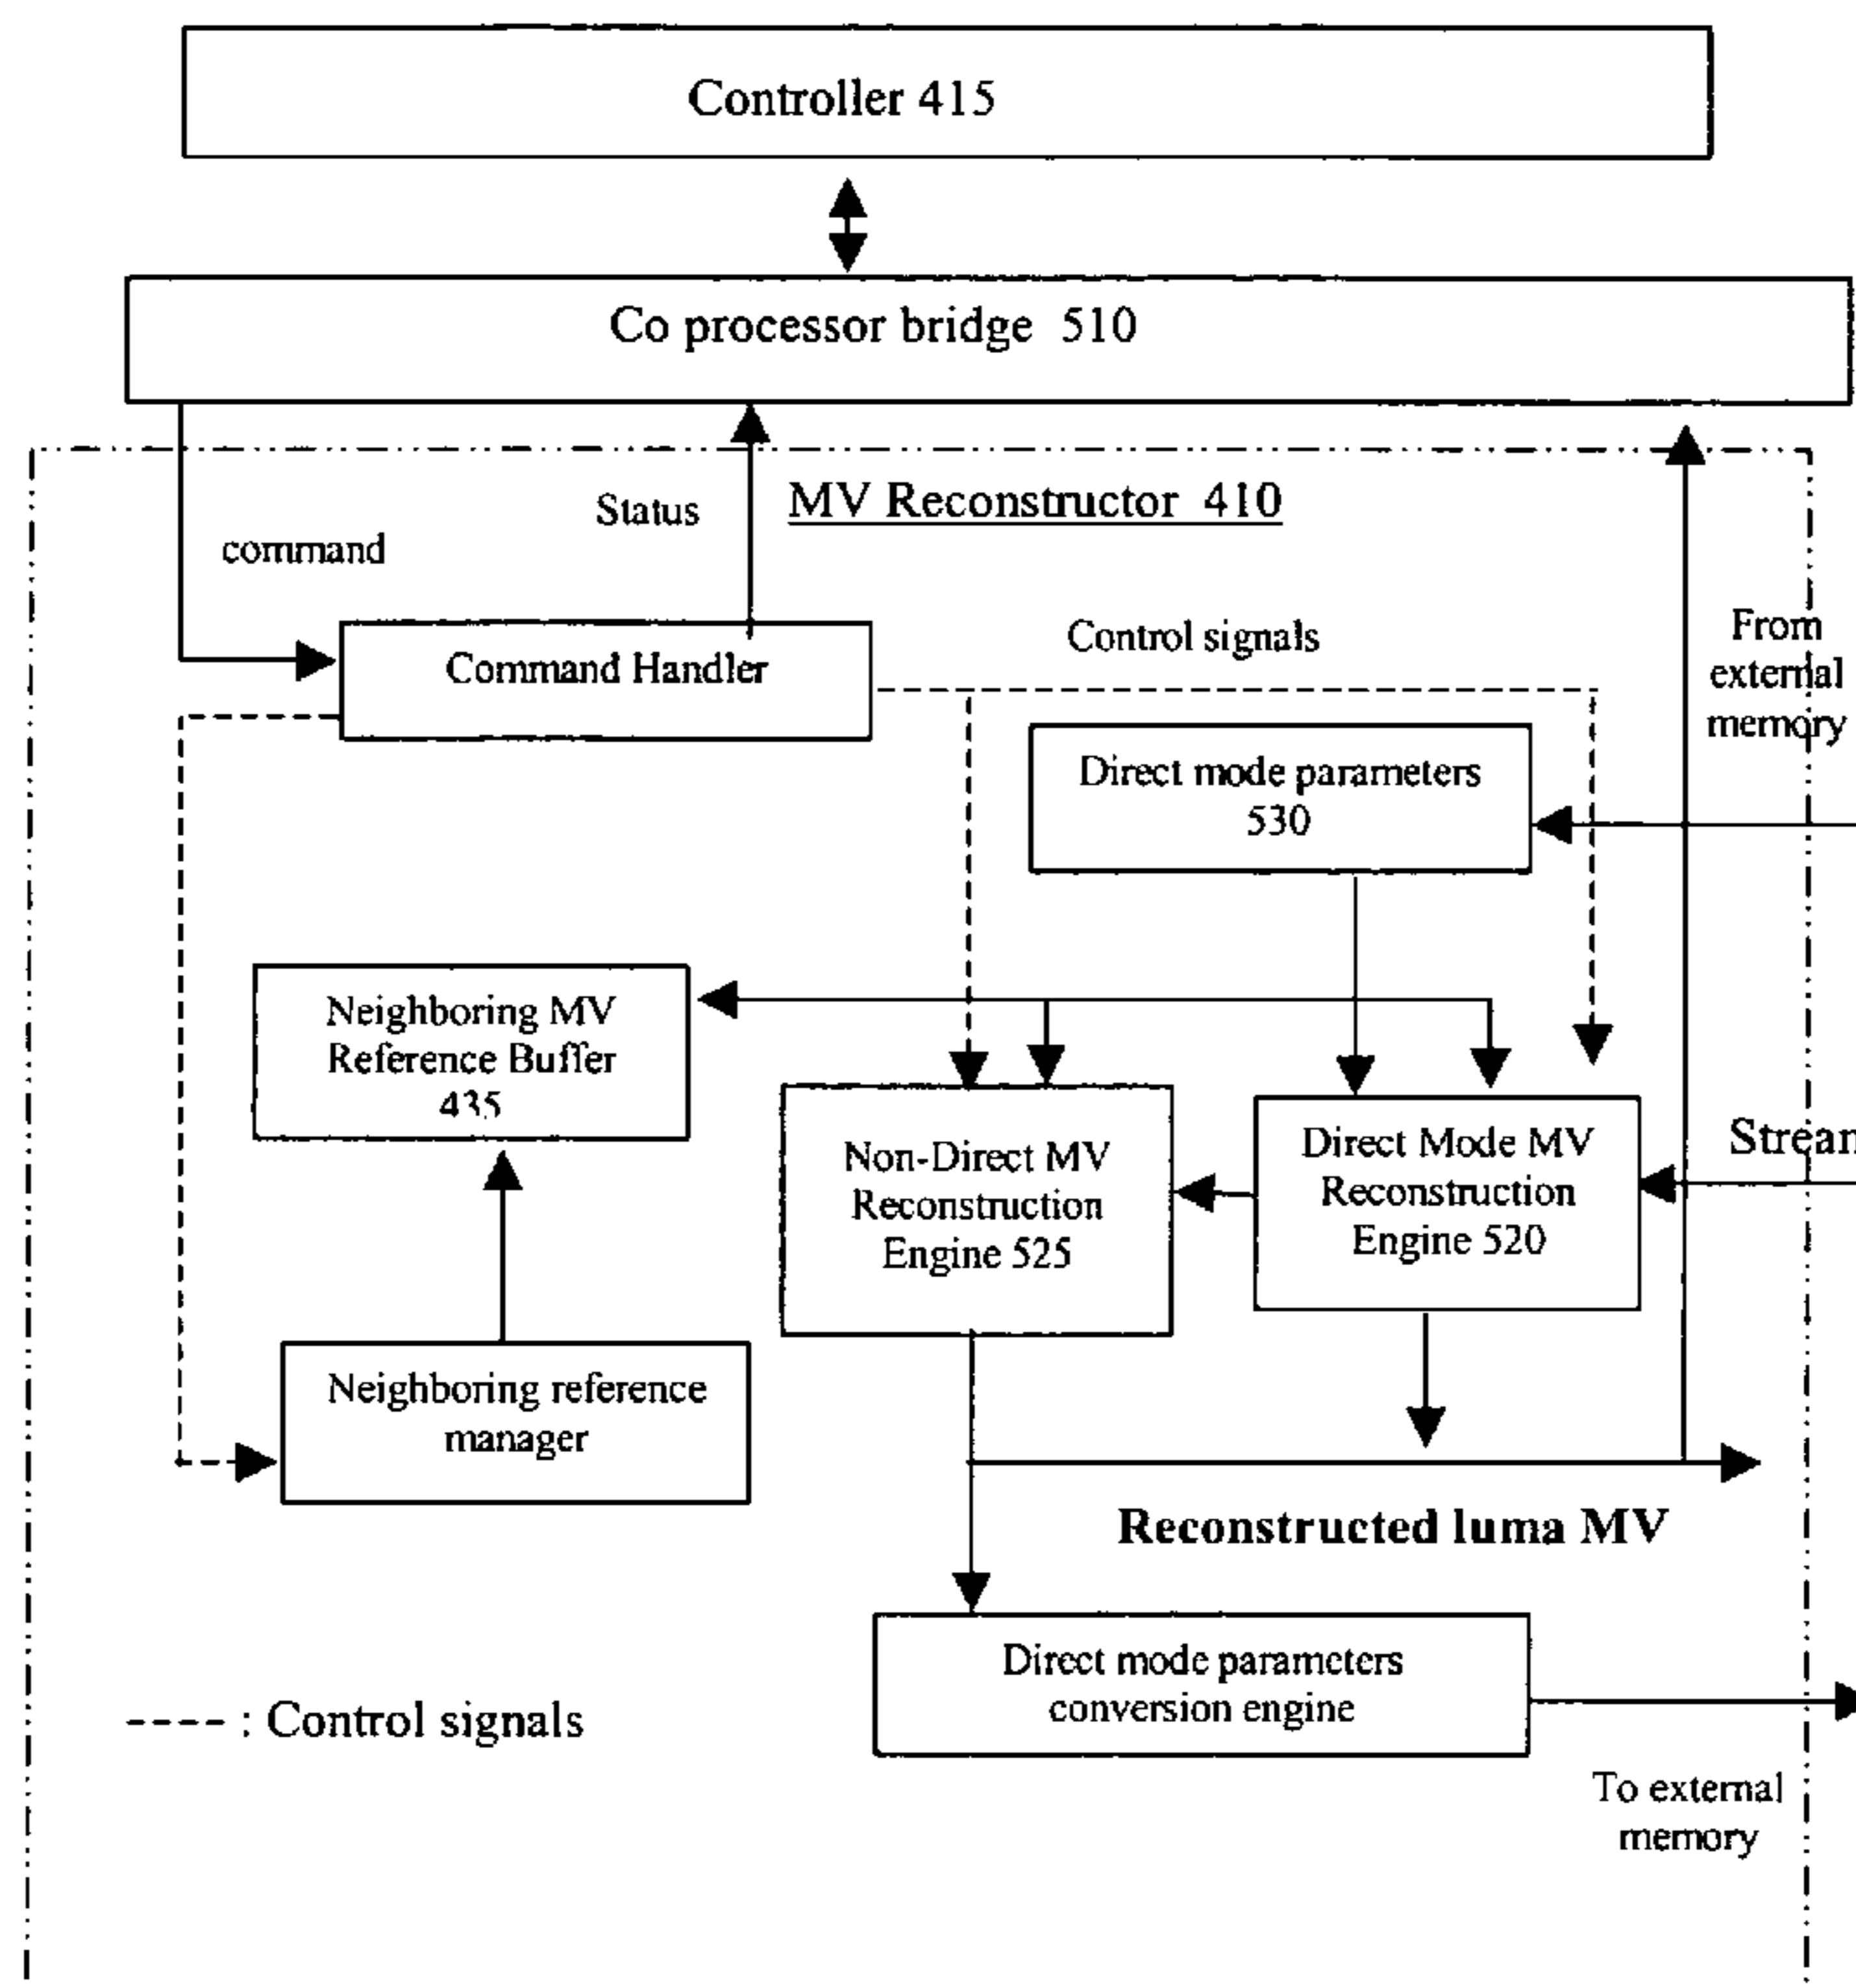 Controller 415
Co processor bridge 510
MV Reconstructor 410
Status
command
Command Handler
Control signals
From
external
memory
Direct mode parameters
530
Neighboring MV
Reference Buffer
435
Non-Direct MV
Reconstruction
Engine 525
Direct Mode MV
Reconstruction
Engine 520
Neighboring reference
manager
Reconstructed luma MV
Direct mode parameters
conversion engine
---- : Control signals
To external
memory